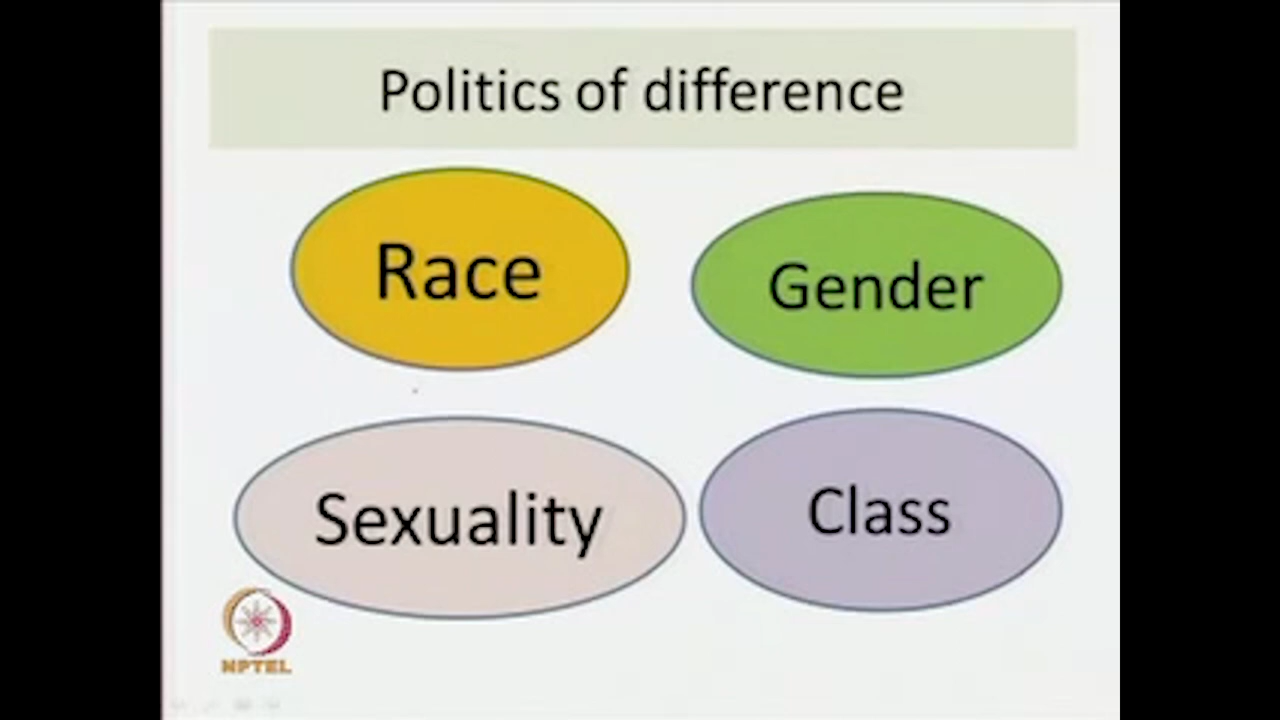 Politics of difference
Race
Gender
Sexuality
Class
NPTEL